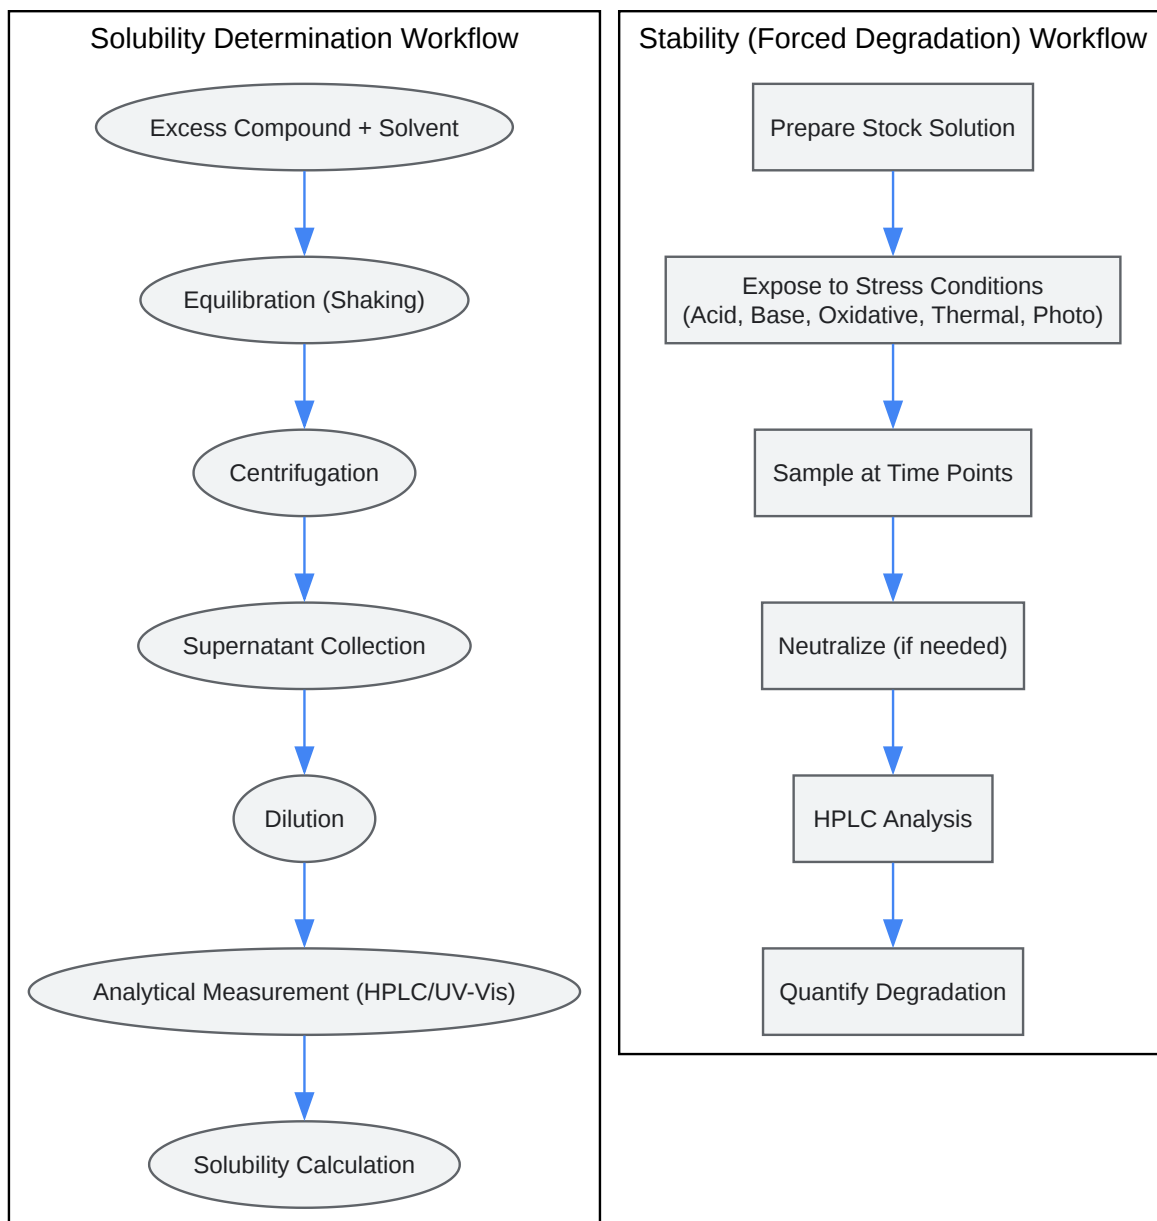 Solubility Determination Workflow
Excess Compound + Solvent
Equilibration (Shaking)
Centrifugation
Supernatant Collection
Dilution
Analytical Measurement (HPLC/UV-Vis)
Solubility Calculation
Stability (Forced Degradation) Workflow
Prepare Stock Solution
Expose to Stress Conditions
(Acid, Base, Oxidative, Thermal, Photo)
Sample at Time Points
Neutralize (if needed)
HPLC Analysis
Quantify Degradation